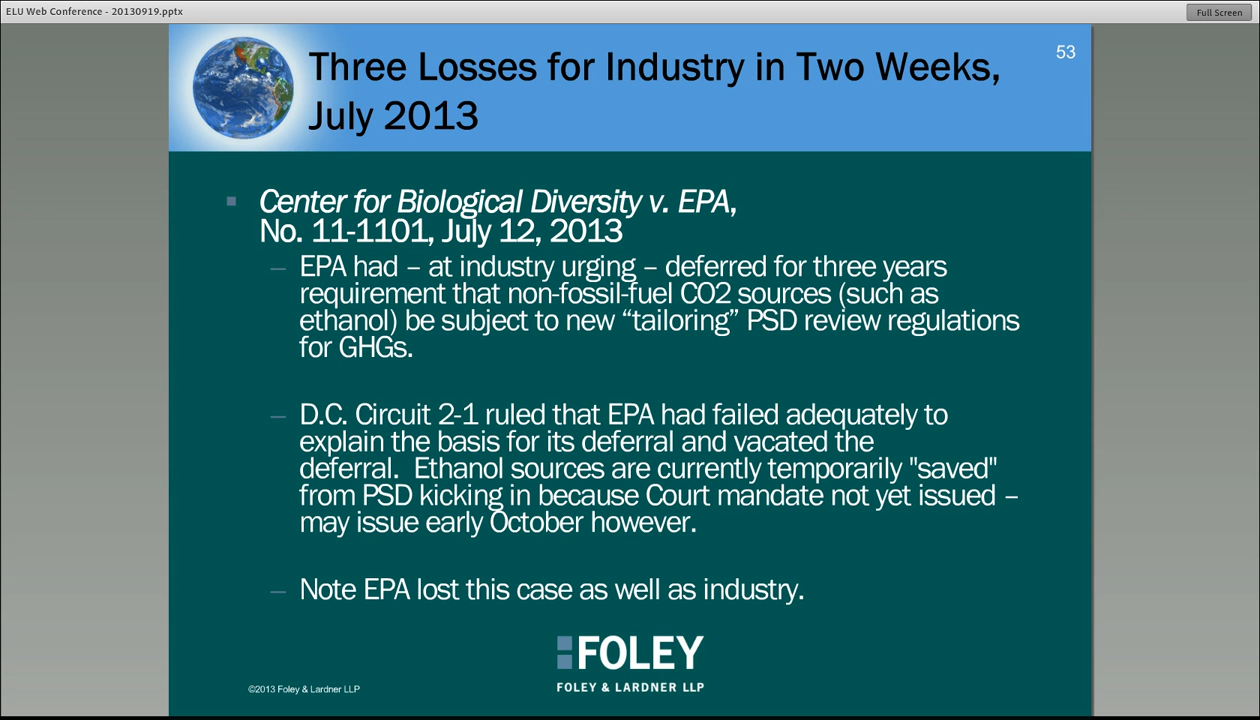 ELU Web Conference - 20130919.pptx
Full Screen
Three Losses for Industry in Two Weeks,
July 2013
53
Center for Biological Diversity v. EPA,
No. 11-1101, July 12, 2013
– EPA had – at industry urging – deferred for three years
requirement that non-fossil-fuel CO2 sources (such as
ethanol) be subject to new “tailoring” PSD review regulations
for GHGs.
– D.C. Circuit 2-1 ruled that EPA had failed adequately to
explain the basis for its deferral and vacated the
deferral.  Ethanol sources are currently temporarily "saved"
from PSD kicking in because Court mandate not yet issued –
may issue early October however.
– Note EPA lost this case as well as industry.
FOLEY
FOLEY & LARDNER LLP
©2013 Foley & Lardner LLP